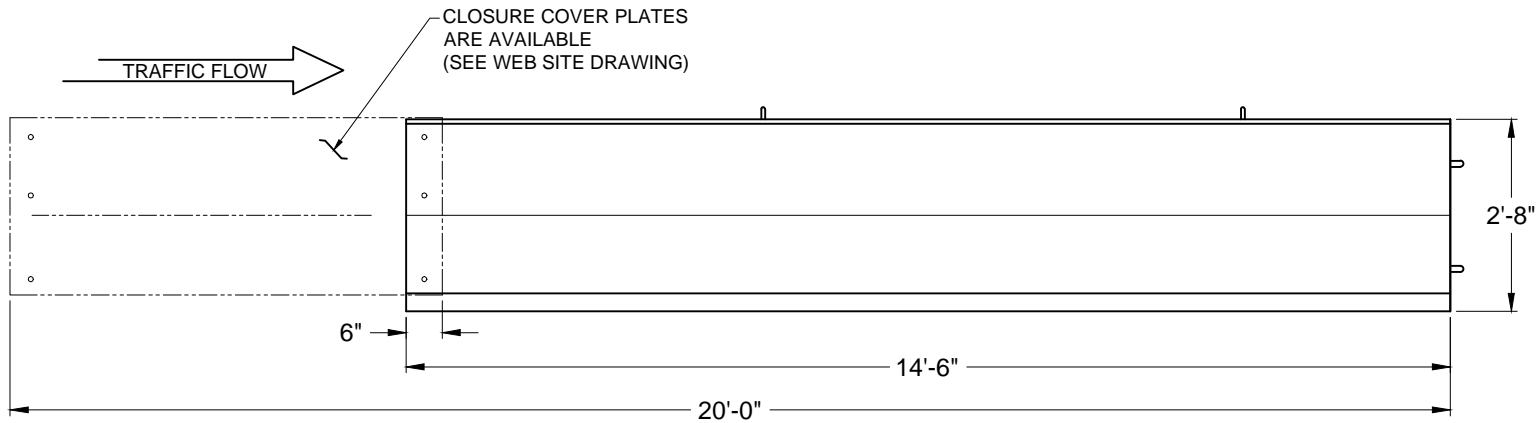 CLOSURE COVER PLATES
ARE AVAILABLE
(SEE WEB SITE DRAWING)
TRAFFIC FLOW
2'-8"
6"
14'-6"
20'-0"